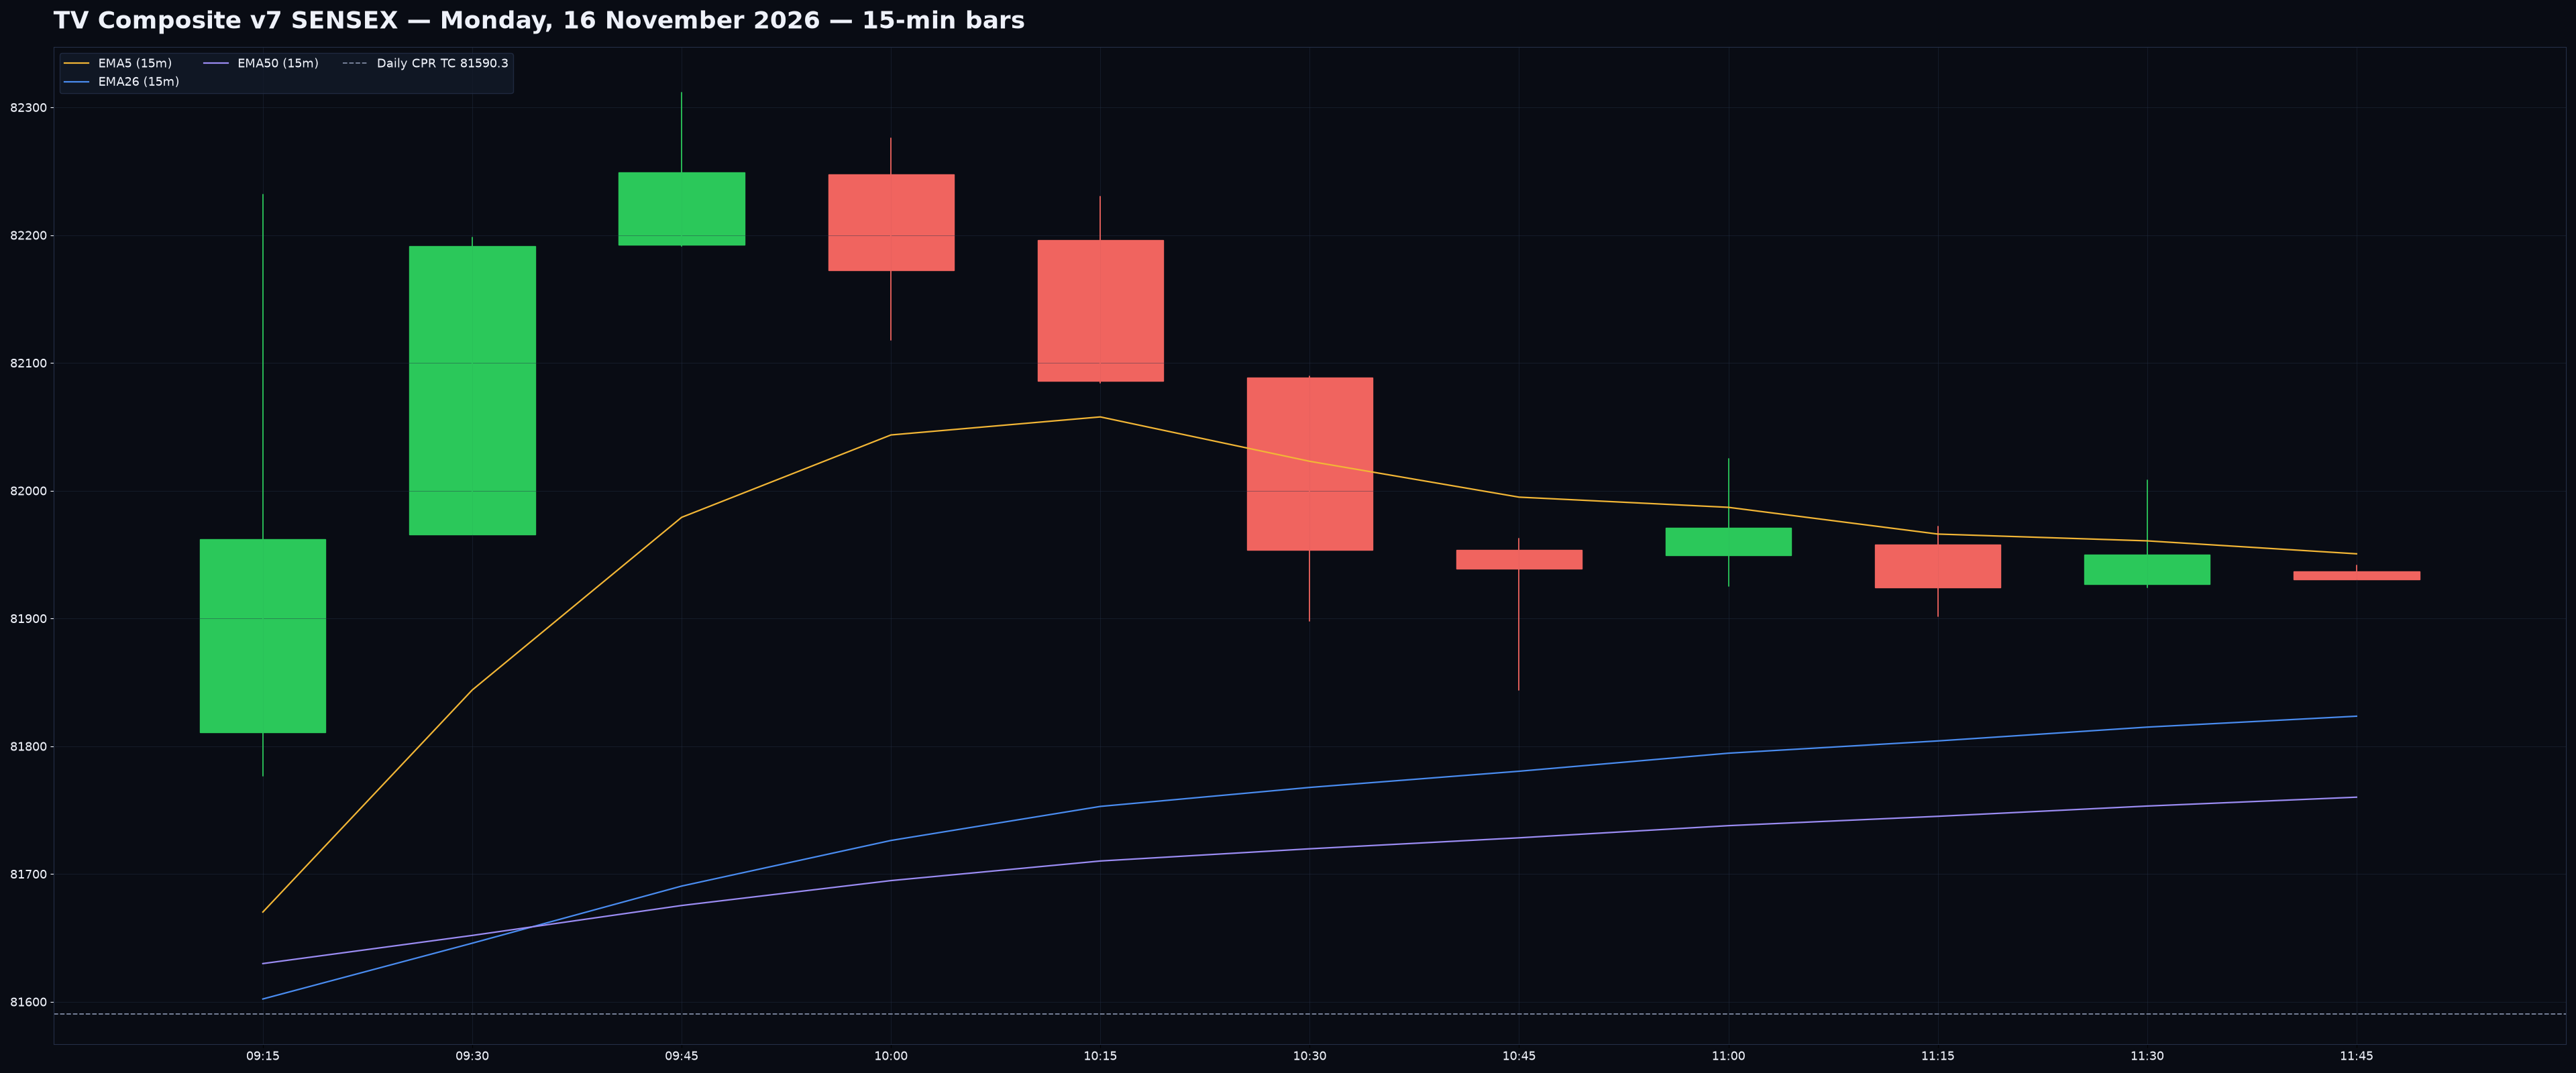 TV Composite v7 SENSEX — Monday, 16 November 2026 — 15-min bars
EMA5 (15m) EMA50 (15m) Daily CPR TC 81590.3
EMA26 (15m)
82300
82200
82100
82000
81900
81800
81700
81600
09:15 09:30 09:45 10:00 10:15 10:30 10:45 11:00 11:15 11:30 11:45